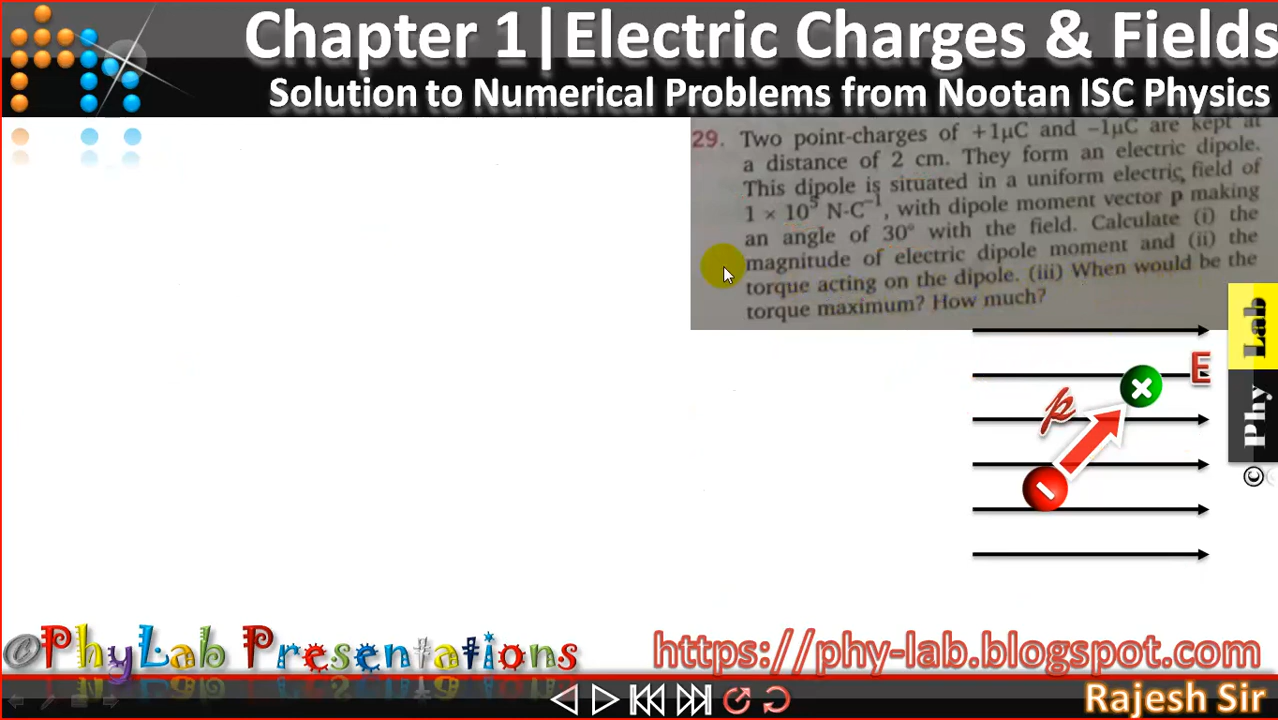 Chapter 1|Electric Charges & Fields
Solution to Numerical Problems from Nootan ISC Physics
29. Two point-charges of +1μC and −1μC are kept at
a distance of 2 cm. They form an electric dipole.
This dipole is situated in a uniform electric field of
1 × 10⁵ N-C⁻¹, with dipole moment vector p making
an angle of 30° with the field. Calculate (i) the
magnitude of electric dipole moment and (ii) the
torque acting on the dipole. (iii) When would be the
torque maximum? How much?
E
p
© Phy Lab
PhyLab Presentations
https://phy-lab.blogspot.com
Rajesh Sir